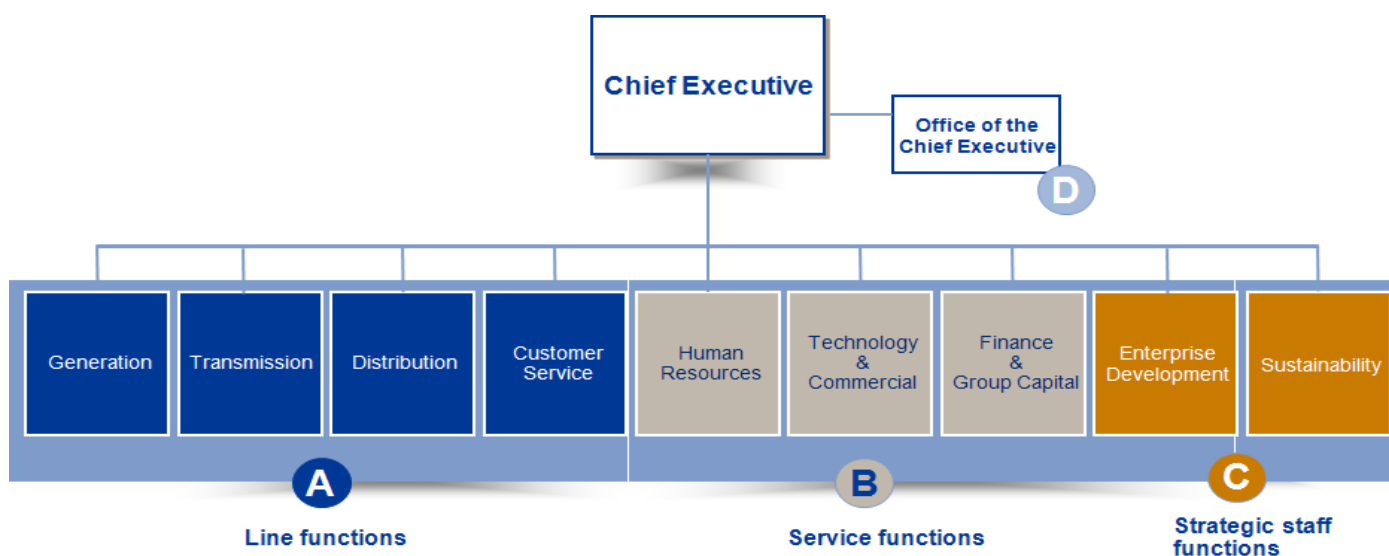 Chief Executive
Office of the
Chief Executive
D
Generation
Transmission
Distribution
Customer
Service
Human
Resources
Technology
&
Commercial
Finance
&
Group Capital
Enterprise
Development
Sustainability
A
B
C
Line functions
Service functions
Strategic staff
functions